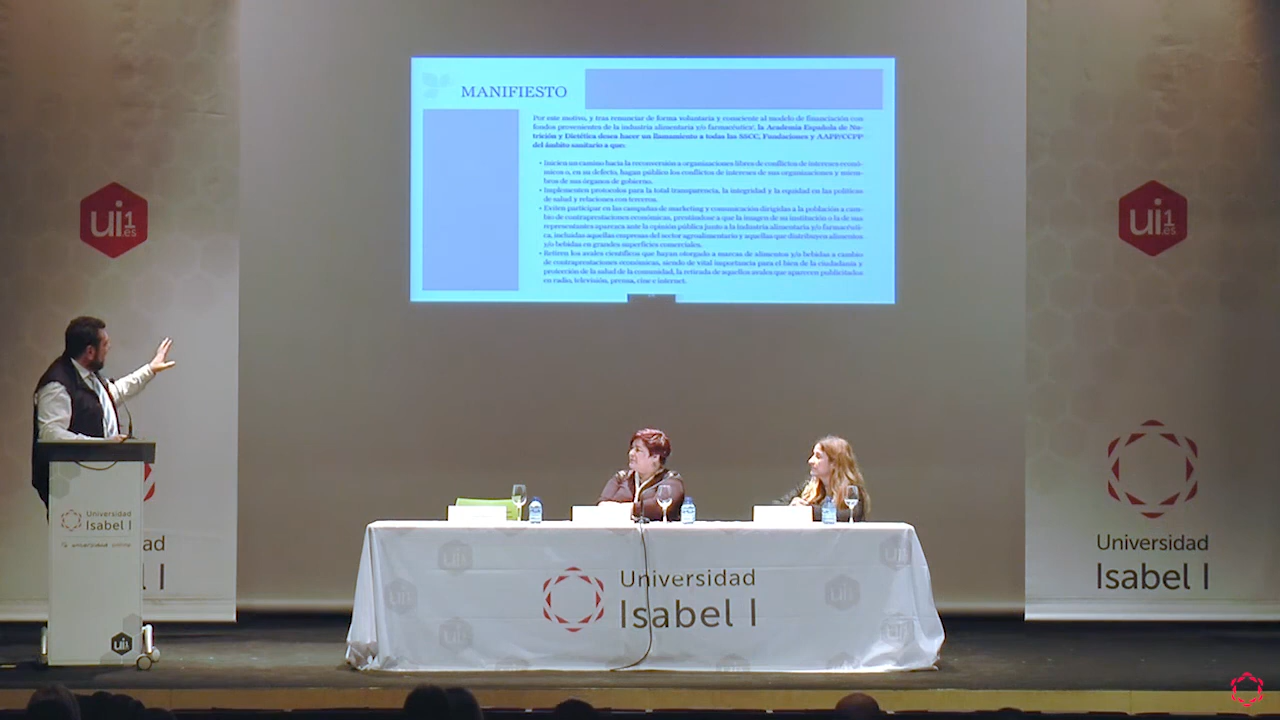 MANIFIESTO
Por este motivo, y tras renunciar de forma voluntaria y consciente al modelo de financiación con
fondos provenientes de la industria alimentaria y/o farmacéutica, la Academia Española de Nu-
trición y Dietética desea hacer un llamamiento a todas las SSCC, Fundaciones y AAPP/CCPP
del ámbito sanitario a que:
• Inicien un camino hacia la reconversión a organizaciones libres de conflictos de intereses econó-
micos o, en su defecto, hagan público los conflictos de intereses de sus organizaciones y miem-
bros de sus órganos de gobierno.
• Implementen protocolos para la total transparencia, la integridad y la equidad en las políticas
de salud y relaciones con terceros.
• Eviten participar en las campañas de marketing y comunicación dirigidas a la población a cam-
bio de contraprestaciones económicas, prestándose a que la imagen de su institución o la de sus
representantes aparezca ante la opinión pública junto a la industria alimentaria y/o farmacéuti-
ca, incluidas aquellas empresas del sector agroalimentario y aquellas que distribuyen alimentos
y/o bebidas en grandes superficies comerciales.
• Retiren los avales científicos que hayan otorgado a marcas de alimentos y/o bebidas a cambio
de contraprestaciones económicas, siendo de vital importancia para el bien de la ciudadanía y
protección de la salud de la comunidad, la retirada de aquellos avales que aparecen publicitados
en radio, televisión, prensa, cine e internet.
ui1
.es
ui1
.es
Universidad
Isabel I
universidad online
ad
l I
ui1
Universidad
Isabel I
Universidad
Isabel I